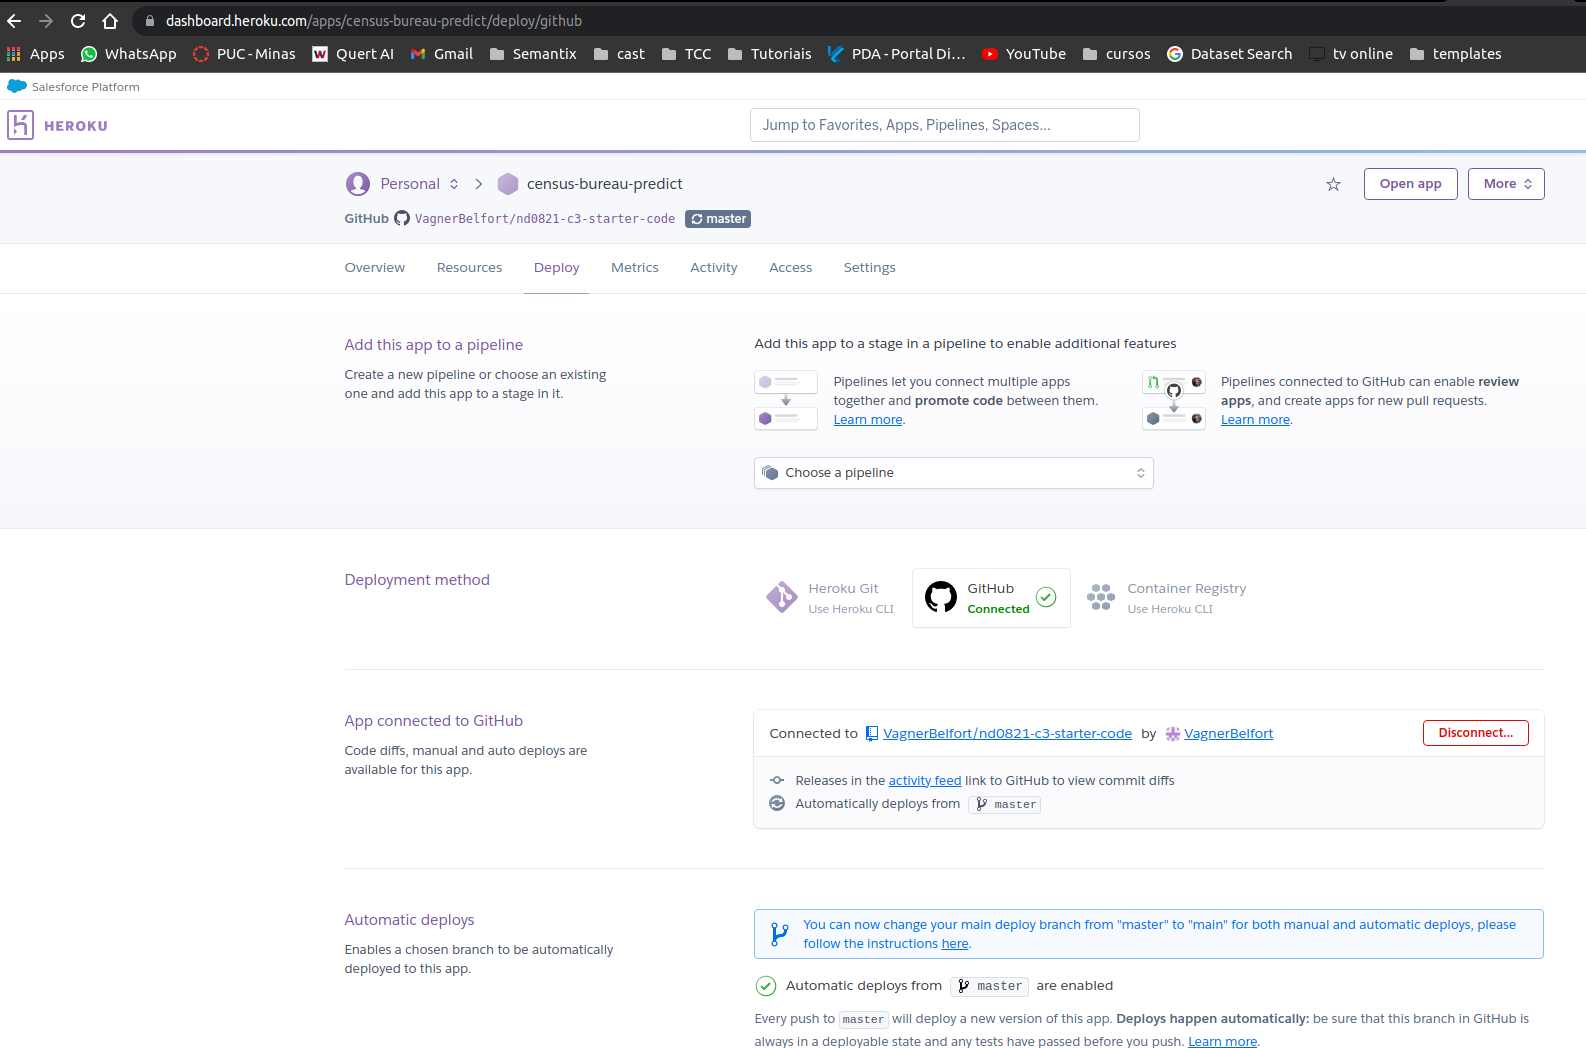 dashboard.heroku.com/apps/census-bureau-predict/deploy/github
Apps WhatsApp PUC-Minas Quert AI Gmail Semantix cast TCC Tutoriais PDA - Portal Di... YouTube cursos Dataset Search tv online templates
Salesforce Platform
HEROKU
Jump to Favorites, Apps, Pipelines, Spaces...
Personal census-bureau-predict
Open app
More
GitHub VagnerBelfort/nd0821-c3-starter-code master
Overview Resources Deploy Metrics Activity Access Settings
Add this app to a pipeline
Create a new pipeline or choose an existing
one and add this app to a stage in it.
Add this app to a stage in a pipeline to enable additional features
Pipelines let you connect multiple apps
together and promote code between them.
Learn more.
Pipelines connected to GitHub can enable review
apps, and create apps for new pull requests.
Learn more.
Choose a pipeline
Deployment method
Heroku Git
Use Heroku CLI
GitHub
Connected
Container Registry
Use Heroku CLI
App connected to GitHub
Code diffs, manual and auto deploys are
available for this app.
Connected to VagnerBelfort/nd0821-c3-starter-code by VagnerBelfort
Disconnect...
Releases in the activity feed link to GitHub to view commit diffs
Automatically deploys from master
Automatic deploys
Enables a chosen branch to be automatically
deployed to this app.
You can now change your main deploy branch from "master" to "main" for both manual and automatic deploys, please
follow the instructions here.
Automatic deploys from master are enabled
Every push to master will deploy a new version of this app. Deploys happen automatically: be sure that this branch in GitHub is
always in a deployable state and any tests have passed before you push. Learn more.